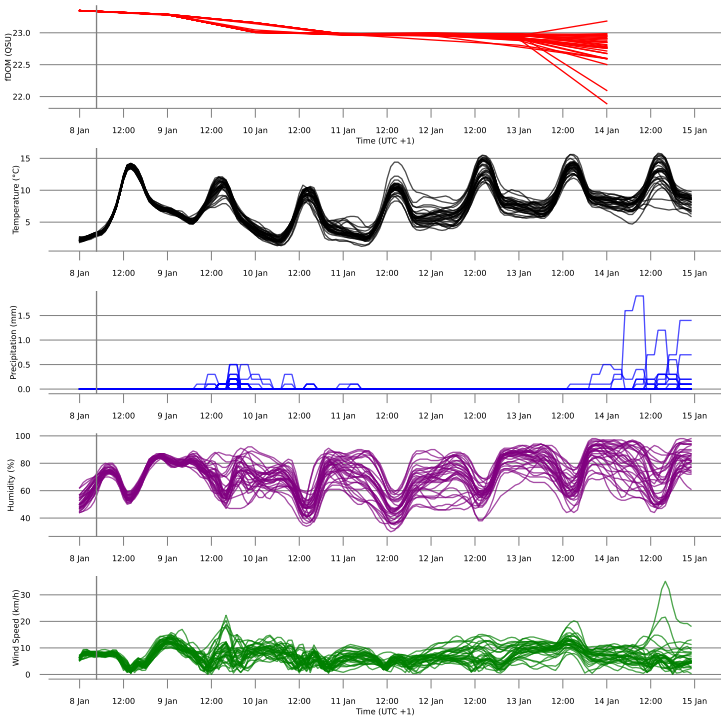 fDOM (QSU)
23.0
22.5
22.0
8 Jan 12:00 9 Jan 12:00 10 Jan 12:00 11 Jan 12:00 12 Jan 12:00 13 Jan 12:00 14 Jan 12:00 15 Jan
Time (UTC +1)
Temperature (°C)
15
10
5
8 Jan 12:00 9 Jan 12:00 10 Jan 12:00 11 Jan 12:00 12 Jan 12:00 13 Jan 12:00 14 Jan 12:00 15 Jan
Precipitation (mm)
1.5
1.0
0.5
0.0
8 Jan 12:00 9 Jan 12:00 10 Jan 12:00 11 Jan 12:00 12 Jan 12:00 13 Jan 12:00 14 Jan 12:00 15 Jan
Humidity (%)
100
80
60
40
8 Jan 12:00 9 Jan 12:00 10 Jan 12:00 11 Jan 12:00 12 Jan 12:00 13 Jan 12:00 14 Jan 12:00 15 Jan
Wind Speed (km/h)
30
20
10
0
8 Jan 12:00 9 Jan 12:00 10 Jan 12:00 11 Jan 12:00 12 Jan 12:00 13 Jan 12:00 14 Jan 12:00 15 Jan
Time (UTC +1)